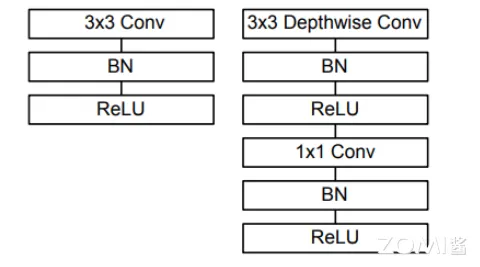 3x3 Conv
BN
ReLU
3x3 Depthwise Conv
BN
ReLU
1x1 Conv
BN
ReLU
ZOMI酱